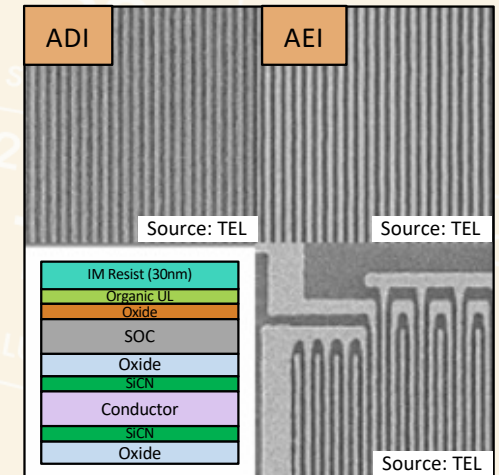 ADI
AEI
Source: TEL
Source: TEL
IM Resist (30nm)
Organic UL
Oxide
SOC
Oxide
SiCN
Conductor
SiCN
Oxide
Source: TEL